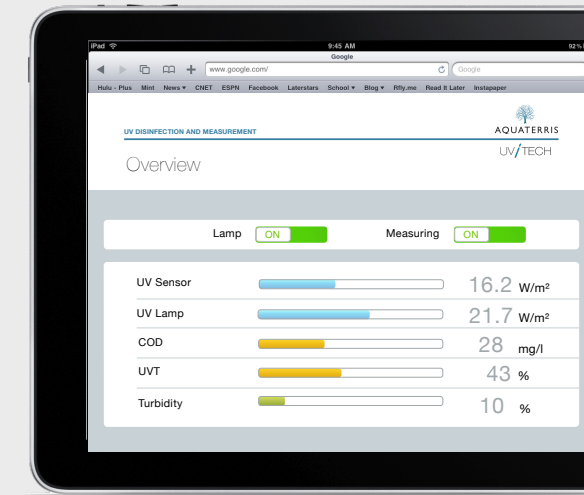 iPad 9:45 AM 92%
Google
www.google.com/ Google
Hulu - Plus Mint News ▾ CNET ESPN Facebook Laterstars School ▾ Blog ▾ Rfly.me Read It Later Instapaper
AQUATERRIS
UV DISINFECTION AND MEASUREMENT
UV/TECH
Overview
Lamp ON Measuring ON
UV Sensor 16.2 W/m²
UV Lamp 21.7 W/m²
COD 28 mg/l
UVT 43 %
Turbidity 10 %